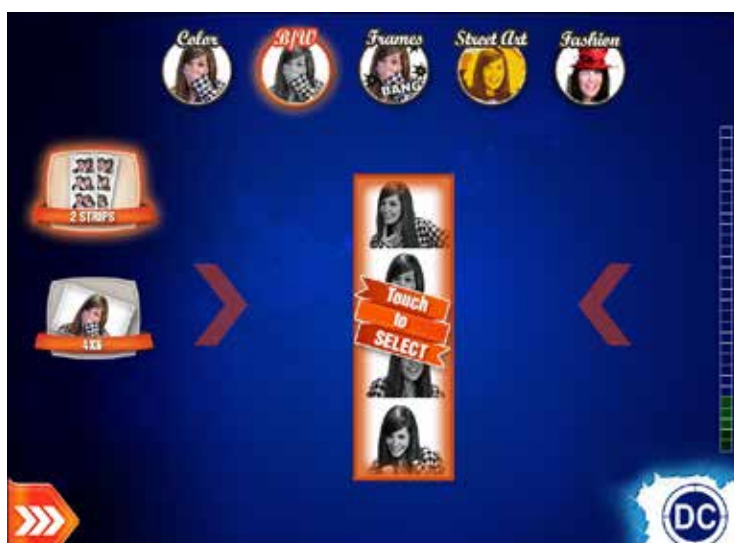 Color
B/W
Frames
Street Art
Fashion
BANG
2 STRIPS
4X6
Touch
to
SELECT
DC